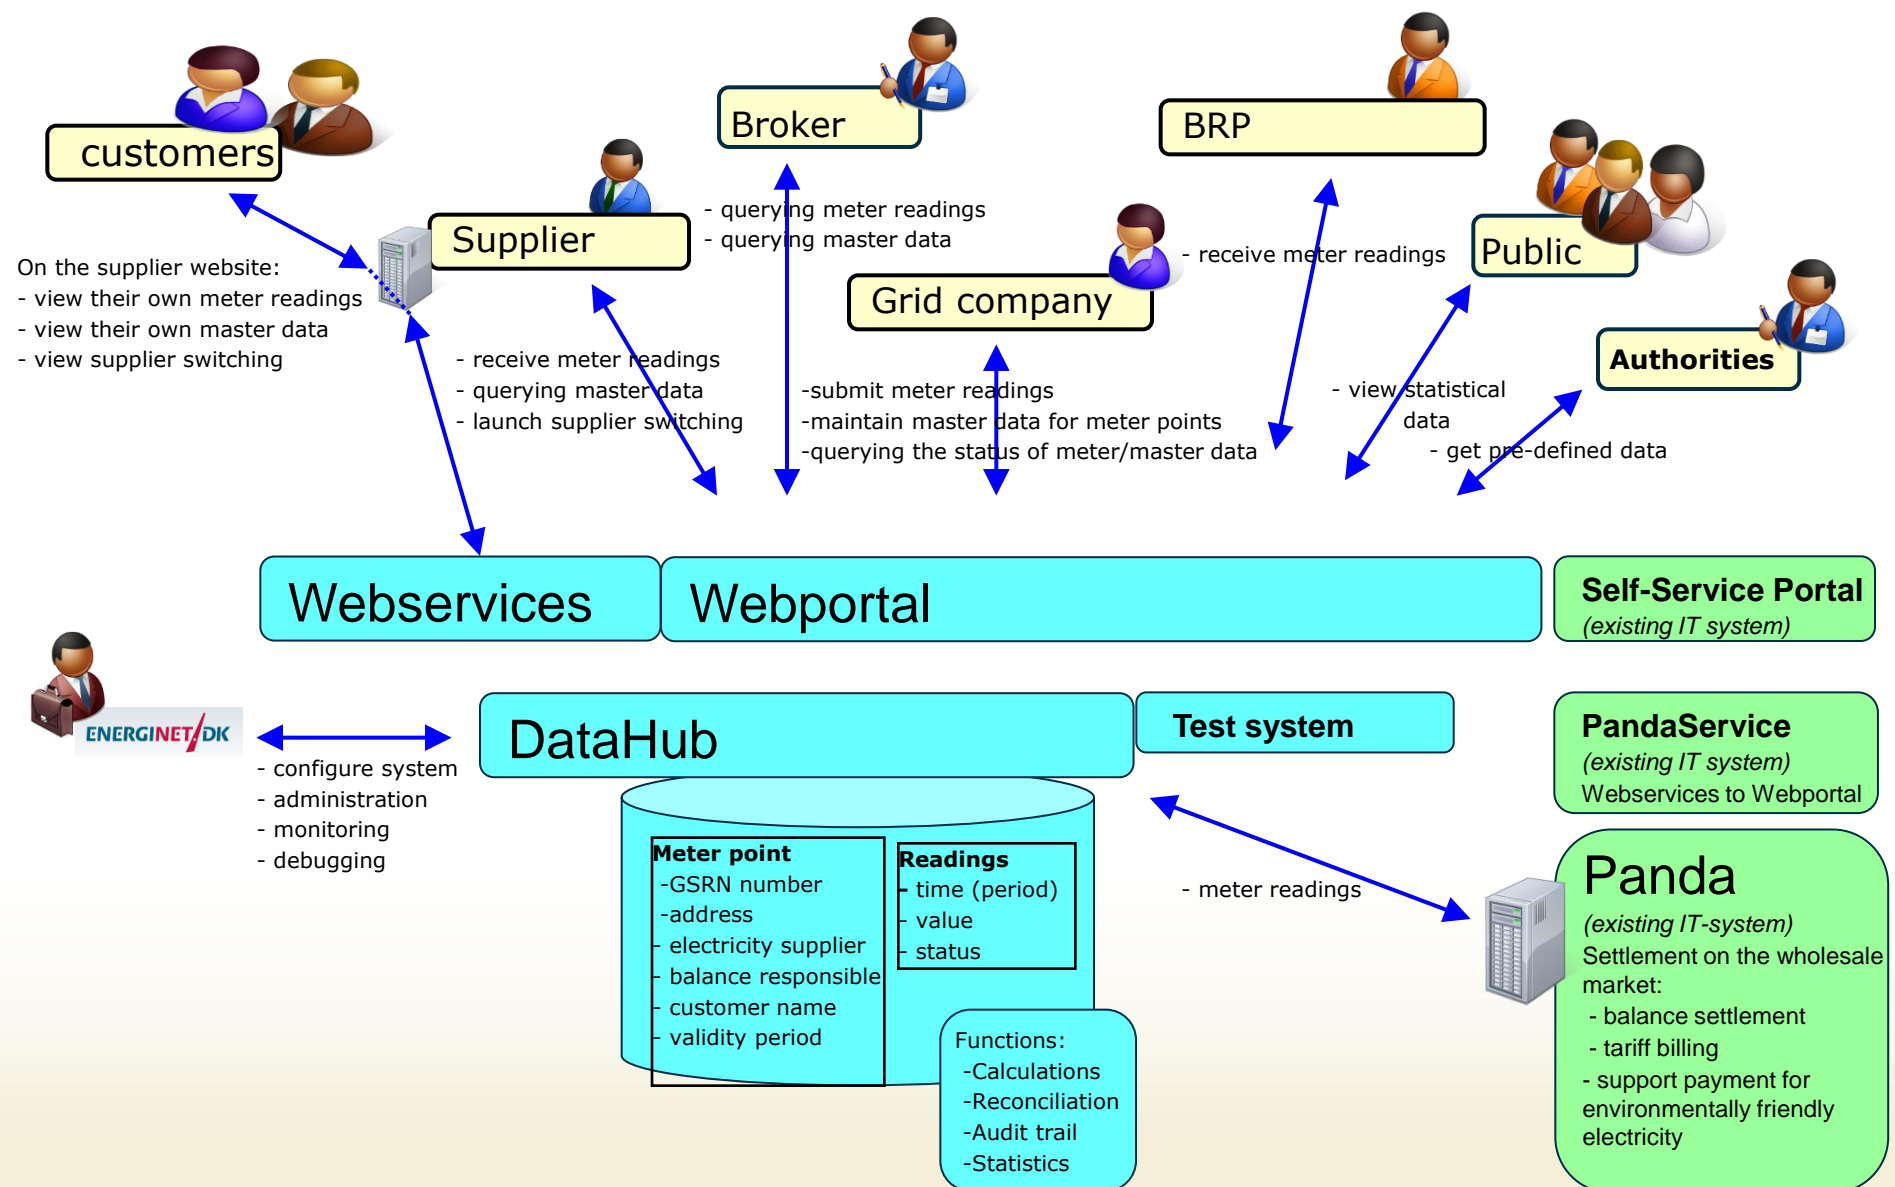 customers
Broker
BRP
Supplier
- querying meter readings
- querying master data
Grid company
- receive meter readings
Public
Authorities
On the supplier website:
- view their own meter readings
- view their own master data
- view supplier switching
- receive meter readings
- querying master data
- launch supplier switching
-submit meter readings
-maintain master data for meter points
-querying the status of meter/master data
- view statistical
data
- get pre-defined data
Webservices
Webportal
Self-Service Portal
(existing IT system)
ENERGINET/DK
- configure system
- administration
- monitoring
- debugging
DataHub
Test system
PandaService
(existing IT system)
Webservices to Webportal
Meter point
-GSRN number
-address
- electricity supplier
- balance responsible
- customer name
- validity period
Readings
- time (period)
- value
- status
- meter readings
Functions:
-Calculations
-Reconciliation
-Audit trail
-Statistics
Panda
(existing IT-system)
Settlement on the wholesale
market:
- balance settlement
- tariff billing
- support payment for
environmentally friendly
electricity